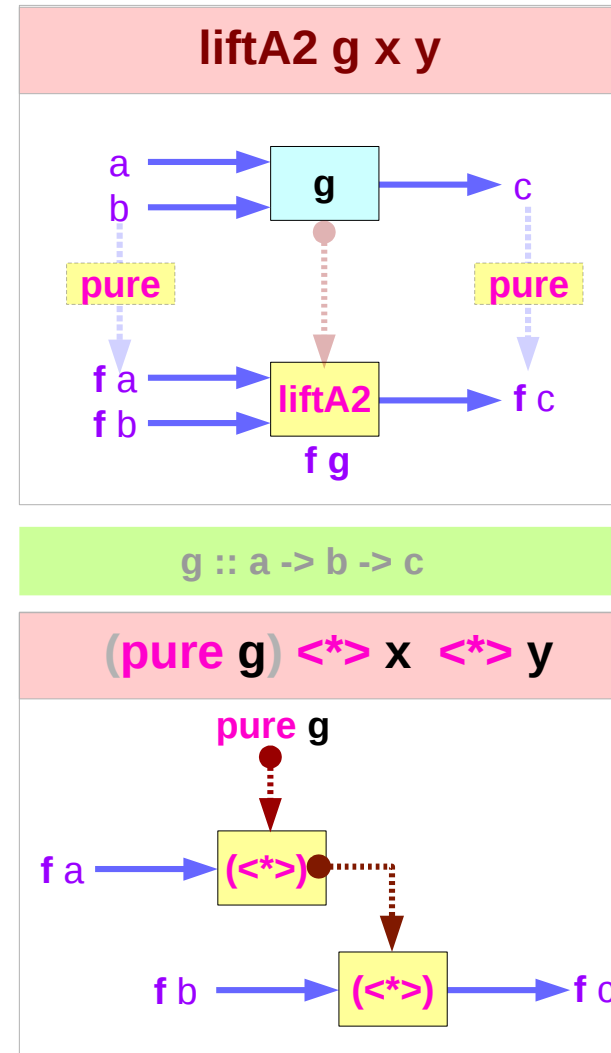 liftA2 g x y
a
b
g
c
pure
pure
f a
f b
liftA2
f c
f g
g :: a -> b -> c
(pure g) <*> x <*> y
pure g
f a
(<*>)
f b
(<*>)
f c